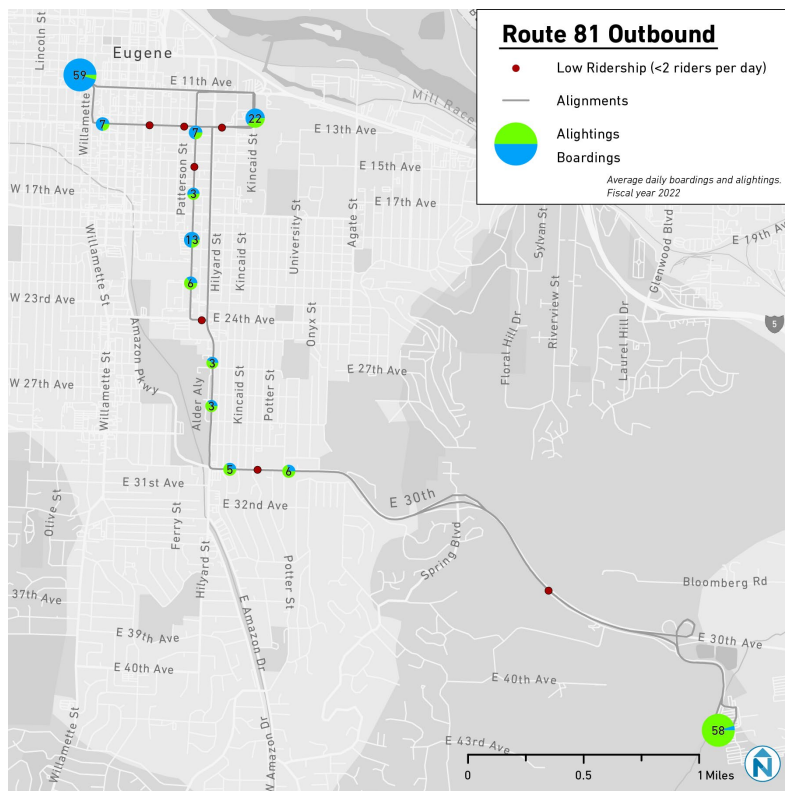 Route 81 Outbound
Low Ridership (<2 riders per day)
Alignments
Alightings
Boardings
Average daily boardings and alightings.
Fiscal year 2022
Lincoln St
Eugene
59
E 11th Ave
Mill Race
Willamette
7
7
22
E 13th Ave
Kincaid St
E 15th Ave
Patterson St
W 17th Ave
3
E 17th Ave
University St
Agate St
Sylvan St
Glenwood Blvd
E 19th Ave
13
Hilyard St
Kincaid St
Willamette St
6
Riverview St
W 23rd Ave
E 24th Ave
Onyx St
5
Floral Hill Dr
Laurel Hill Dr
Amazon Pkwy
Willamette St
3
E 27th Ave
W 27th Ave
Alder Aly
3
Kincaid St
Potter St
5
6
E 31st Ave
E 32nd Ave
E 30th
Olive St
Ferry St
Hilyard St
Spring Blvd
Potter St
Bloomberg Rd
37th Ave
E 39th Ave
E 40th Ave
E Amazon Dr
E 30th Ave
E 40th Ave
58
Willamette St
W Amazon Dr
E 43rd Ave
0
0.5
1 Miles
N